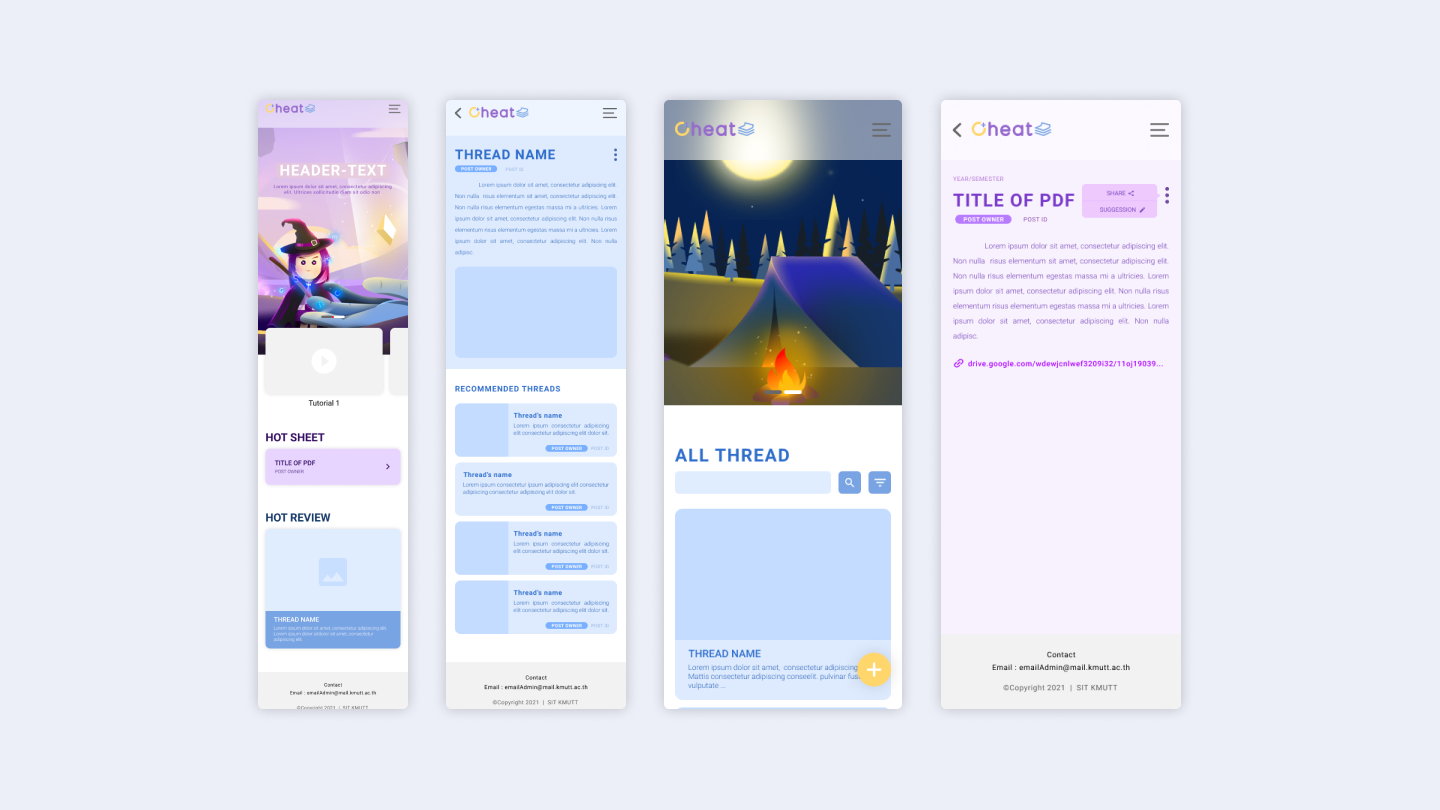 Cheat
HEADER-TEXT
Lorem ipsum dolor sit amet, consectetur adipiscing
elit. Ultrices sollicitudin diam sit odio non
Tutorial 1
HOT SHEET
TITLE OF PDF
POST OWNER
HOT REVIEW
THREAD NAME
Lorem ipsum dolor sit amet, consectetur adipiscing elit.
Lorem ipsum dolor sit amet, consectetur
adipiscing elit.
Contact
Email : emailAdmin@mail.kmutt.ac.th
©Copyright 2021 | SIT KMUTT
Cheat
THREAD NAME
POST OWNER POST ID
Lorem ipsum dolor sit amet, consectetur adipiscing elit.
Non nulla risus elementum sit amet, consectetur adipiscing elit.
Non nulla risus elementum egestas massa mi a ultricies. Lorem
ipsum dolor sit amet, consectetur adipiscing elit. Non nulla risus
elementum risus elementum egestas massa mi a ultricies. Lorem
ipsum dolor sit amet, consectetur adipiscing elit. Non nulla
adipisc.
RECOMMENDED THREADS
Thread's name
Lorem ipsum consectetur adipiscing
elit consectetur adipiscing elit dolor sit.
POST OWNER POST ID
Thread's name
Lorem ipsum consectetur ipsum adipiscing elit consectetur
adipiscing consectetur adipiscing elit dolor sit.
POST OWNER POST ID
Thread's name
Lorem ipsum consectetur adipiscing
elit consectetur adipiscing elit dolor sit.
POST OWNER POST ID
Thread's name
Lorem ipsum consectetur adipiscing
elit consectetur adipiscing elit dolor sit.
POST OWNER POST ID
Contact
Email : emailAdmin@mail.kmutt.ac.th
©Copyright 2021 | SIT KMUTT
Cheat
ALL THREAD
THREAD NAME
Lorem ipsum dolor sit amet, consectetur adipiscing
Mattis consectetur adipiscing conseelit. pulvinar
vulputate ...
Cheat
YEAR/SEMESTER
TITLE OF PDF
SHARE
SUGGESSION
POST OWNER POST ID
Lorem ipsum dolor sit amet, consectetur adipiscing elit.
Non nulla risus elementum sit amet, consectetur adipiscing elit.
Non nulla risus elementum egestas massa mi a ultricies. Lorem
ipsum dolor sit amet, consectetur adipiscing elit. Non nulla risus
elementum risus elementum egestas massa mi a ultricies. Lorem
ipsum dolor sit amet, consectetur adipiscing elit. Non nulla
adipisc.
drive.google.com/wdewjcnlwef3209i32/11oj19039...
Contact
Email : emailAdmin@mail.kmutt.ac.th
©Copyright 2021 | SIT KMUTT